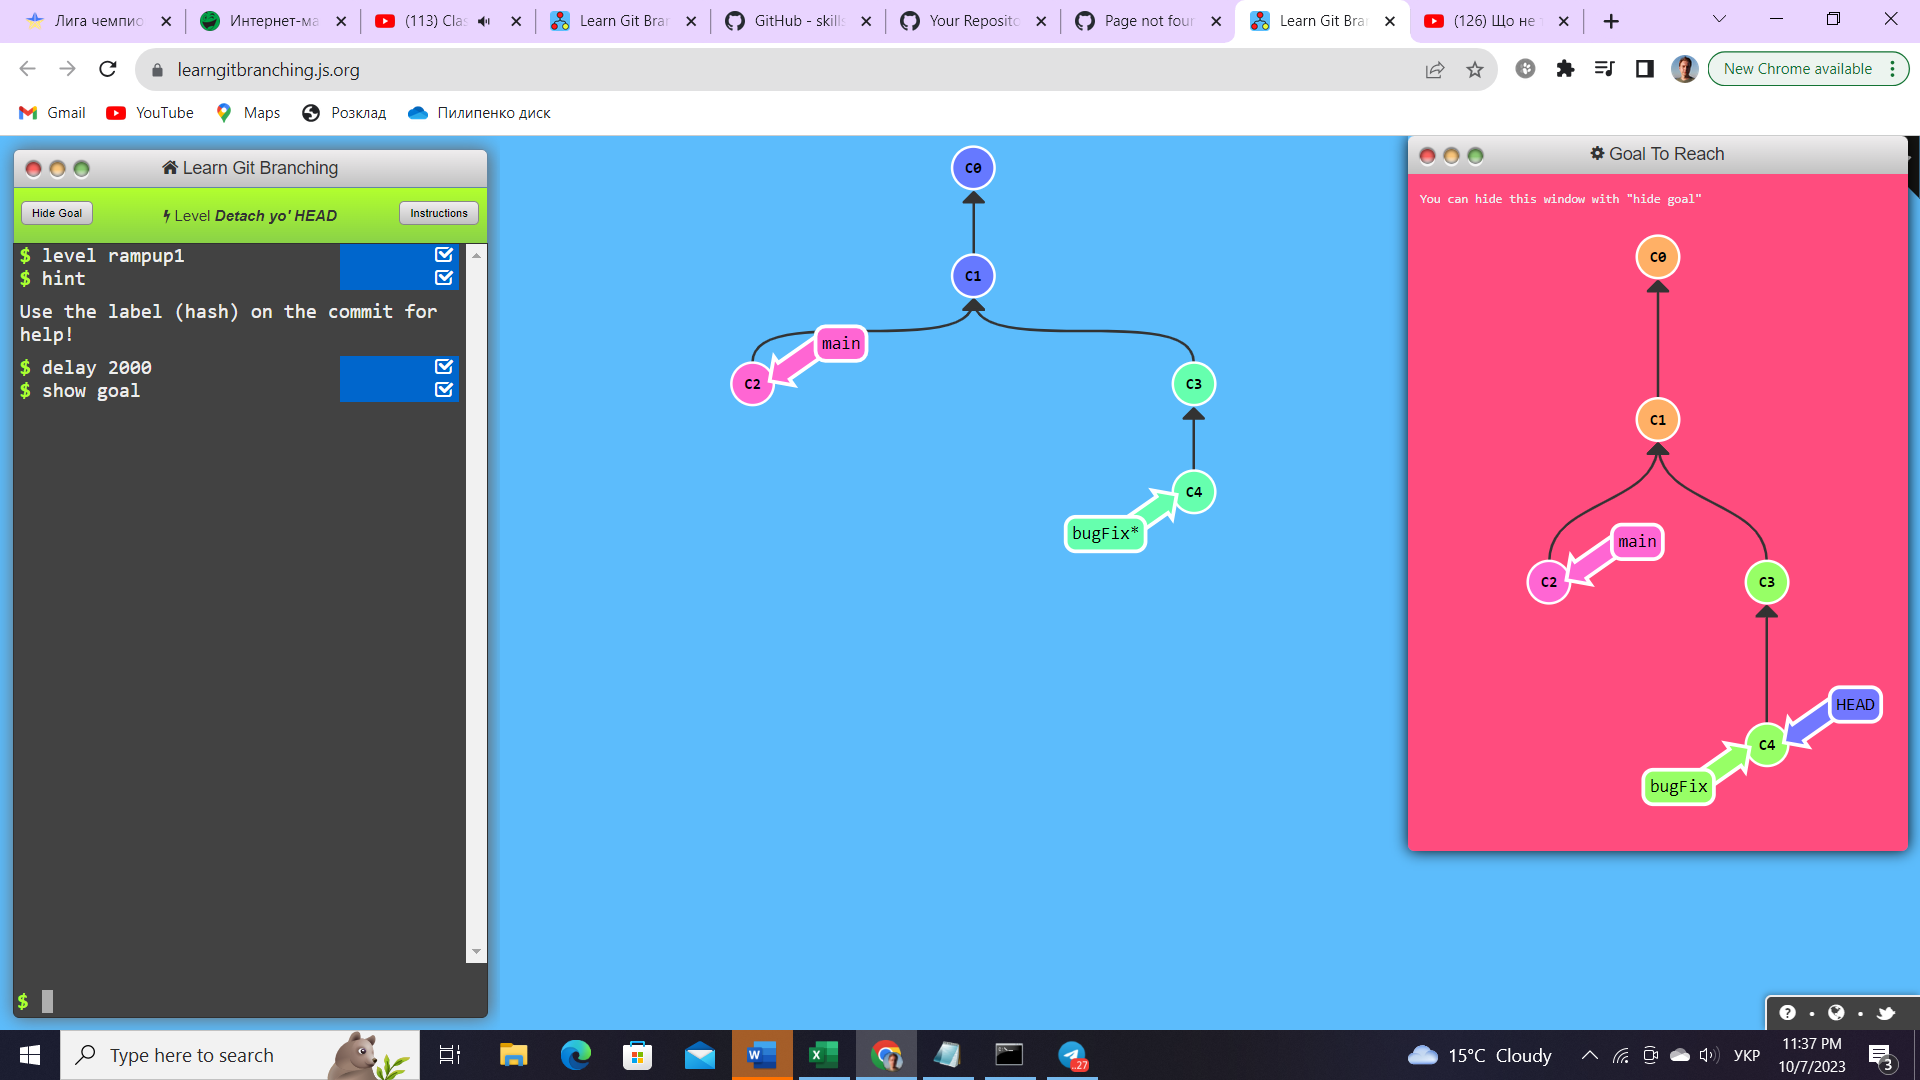 Лига чемпио
Интернет-ма
(113) Clas
Learn Git Bran
GitHub - skills
Your Reposito
Page not foun
Learn Git Bra
(126) Що не
learngitbranching.js.org
New Chrome available
Gmail
YouTube
Maps
Розклад
Пилипенко диск
Learn Git Branching
Hide Goal
Level Detach yo' HEAD
Instructions
$ level rampup1
$ hint
Use the label (hash) on the commit for
help!
$ delay 2000
$ show goal
$
C0
C1
main
C2
C3
C4
bugFix*
Goal To Reach
You can hide this window with "hide goal"
C0
C1
main
C2
C3
HEAD
C4
bugFix
Type here to search
27
15°C Cloudy
УКР
11:37 PM
10/7/2023
3